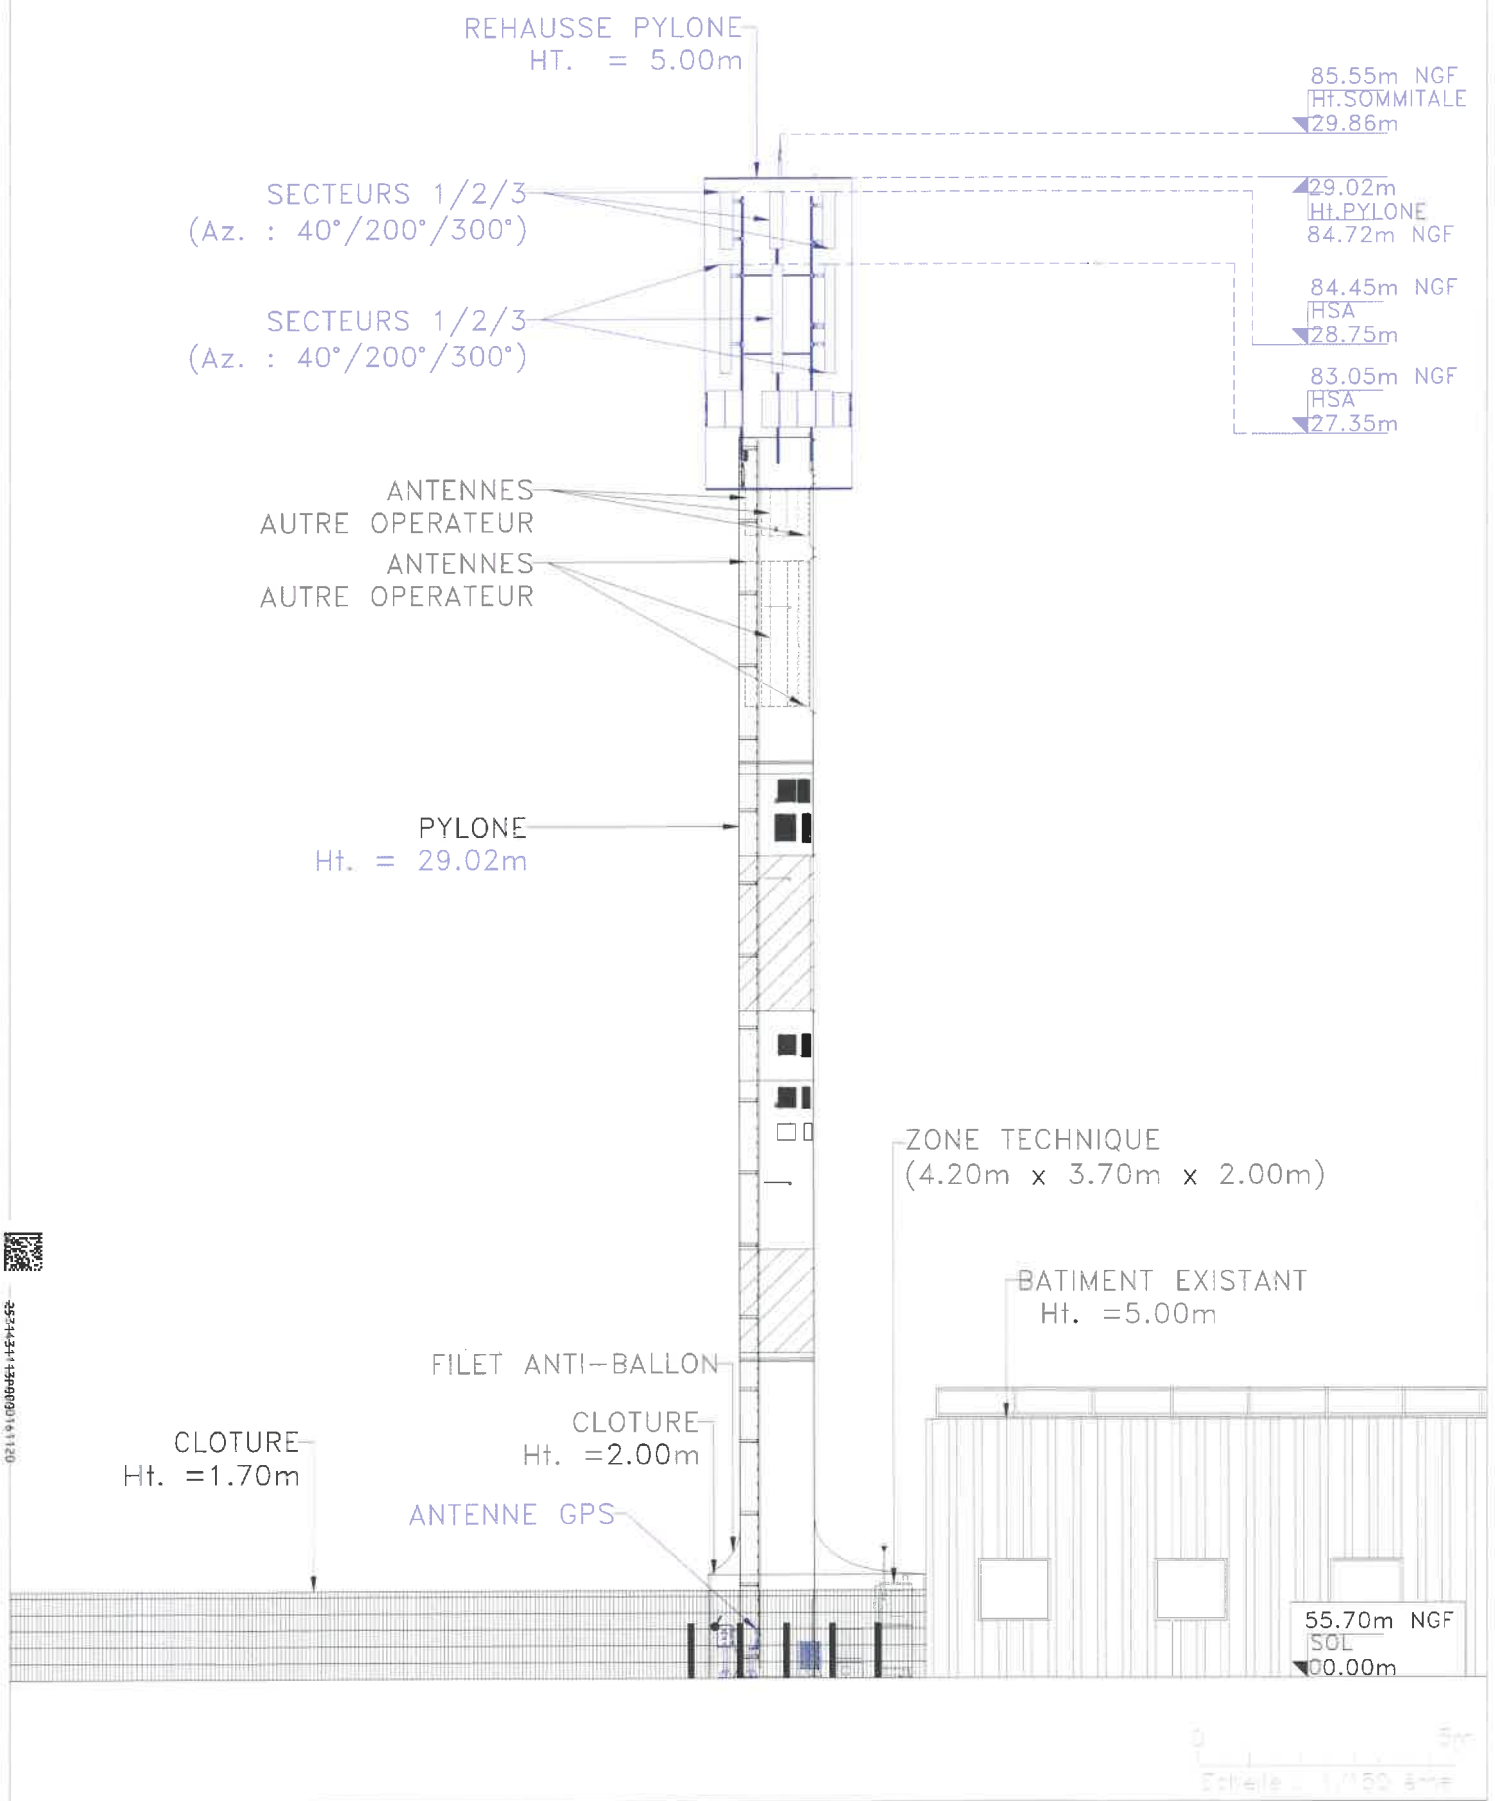 REHAUSSE PYLONE
HT. = 5.00m
85.55m NGF
Ht.SOMMITALE
29.86m
SECTEURS 1/2/3
(Az. : 40°/200°/300°)
29.02m
Ht.PYLONE
84.72m NGF
SECTEURS 1/2/3
(Az. : 40°/200°/300°)
84.45m NGF
HSA
28.75m
83.05m NGF
HSA
27.35m
ANTENNES
AUTRE OPERATEUR
ANTENNES
AUTRE OPERATEUR
PYLONE
Ht. = 29.02m
ZONE TECHNIQUE
(4.20m x 3.70m x 2.00m)
BATIMENT EXISTANT
Ht. =5.00m
FILET ANTI-BALLON
CLOTURE
Ht. =2.00m
CLOTURE
Ht. =1.70m
ANTENNE GPS
55.70m NGF
SOL
00.00m
0 5m